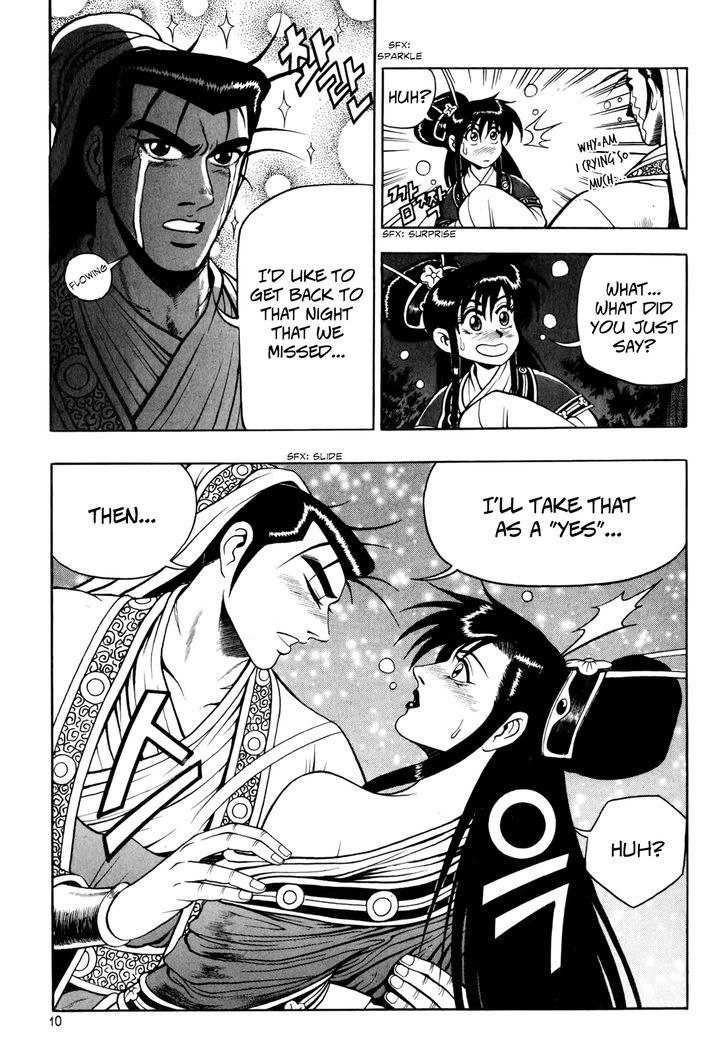 SFX:
SPARKLE
FLOWING
I'D LIKE TO
GET BACK TO
THAT NIGHT
THAT WE
MISSED...
HUH?
WHY AM
I CRYING SO
MUCH...
SFX: SURPRISE
WHAT...
WHAT DID
YOU JUST
SAY?
SFX: SLIDE
THEN...
I'LL TAKE THAT
AS A "YES"...
HUH?
10